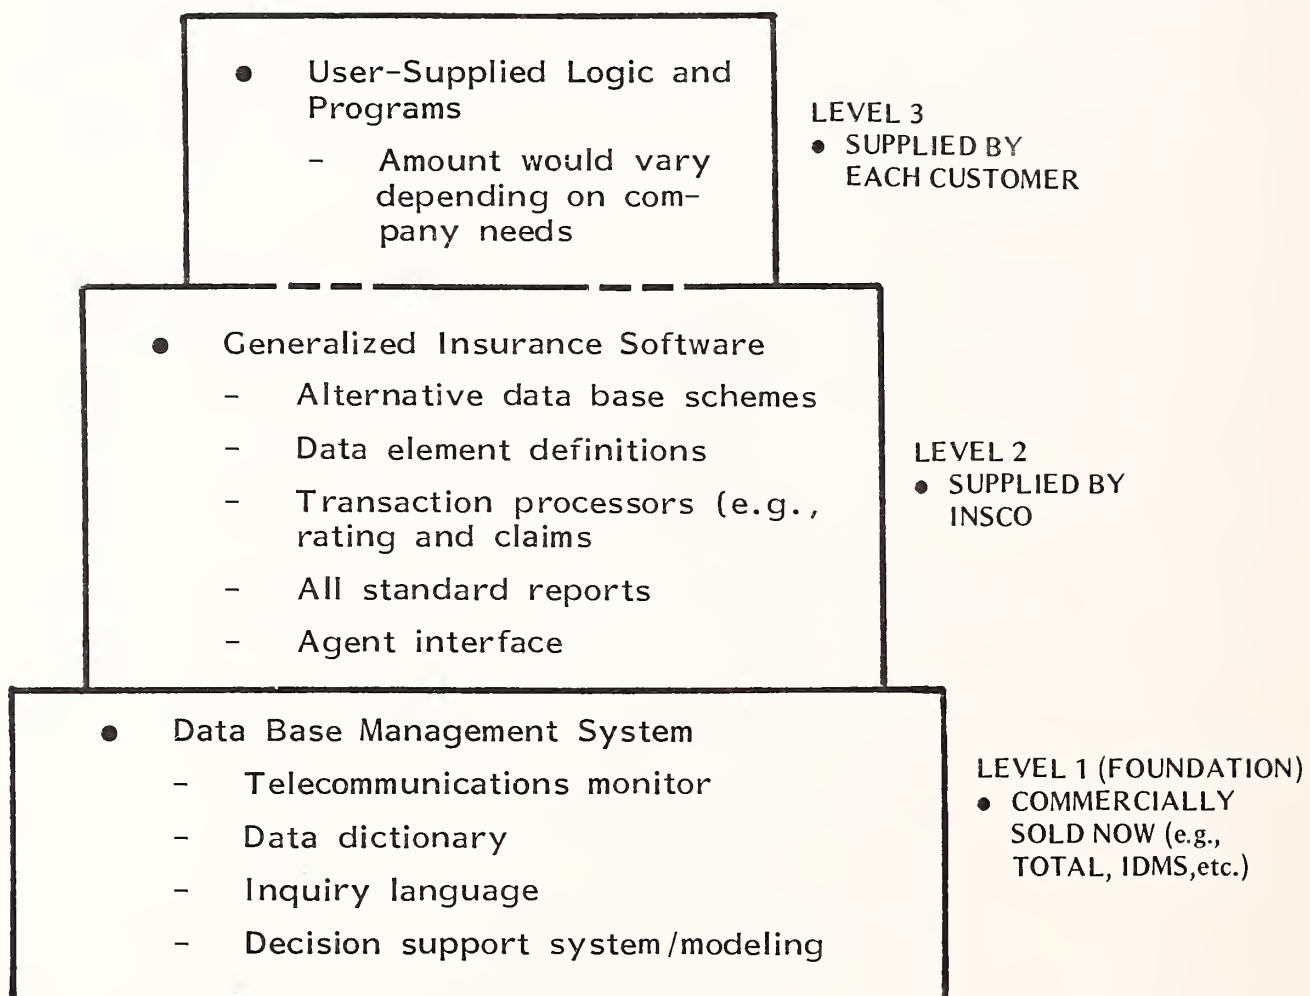 ● User-Supplied Logic and
Programs
- Amount would vary
depending on com-
pany needs
LEVEL 3
● SUPPLIED BY
EACH CUSTOMER
● Generalized Insurance Software
- Alternative data base schemes
- Data element definitions
- Transaction processors (e.g.,
rating and claims
- All standard reports
- Agent interface
LEVEL 2
● SUPPLIED BY
INSCO
● Data Base Management System
- Telecommunications monitor
- Data dictionary
- Inquiry language
- Decision support system/modeling
LEVEL 1 (FOUNDATION)
● COMMERCIALLY
SOLD NOW (e.g.,
TOTAL, IDMS,etc.)